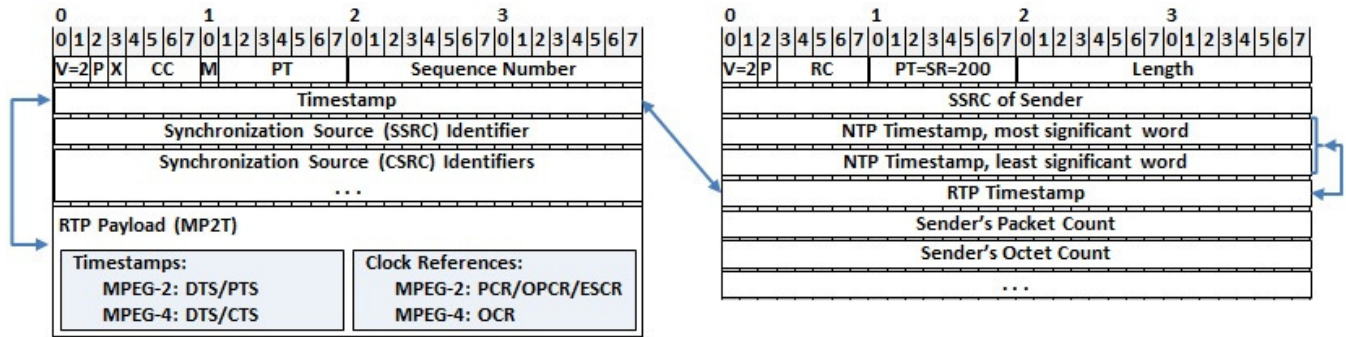 0 1 2 3
0 1 2 3 4 5 6 7 0 1 2 3 4 5 6 7 0 1 2 3 4 5 6 7 0 1 2 3 4 5 6 7
V=2 P X CC M PT Sequence Number
Timestamp
Synchronization Source (SSRC) Identifier
Synchronization Source (CSRC) Identifiers
...
RTP Payload (MP2T)
Timestamps:
MPEG-2: DTS/PTS
MPEG-4: DTS/CTS
Clock References:
MPEG-2: PCR/OPCR/ESCR
MPEG-4: OCR
0 1 2 3
0 1 2 3 4 5 6 7 0 1 2 3 4 5 6 7 0 1 2 3 4 5 6 7 0 1 2 3 4 5 6 7
V=2 P RC PT=SR=200 Length
SSRC of Sender
NTP Timestamp, most significant word
NTP Timestamp, least significant word
RTP Timestamp
Sender's Packet Count
Sender's Octet Count
...